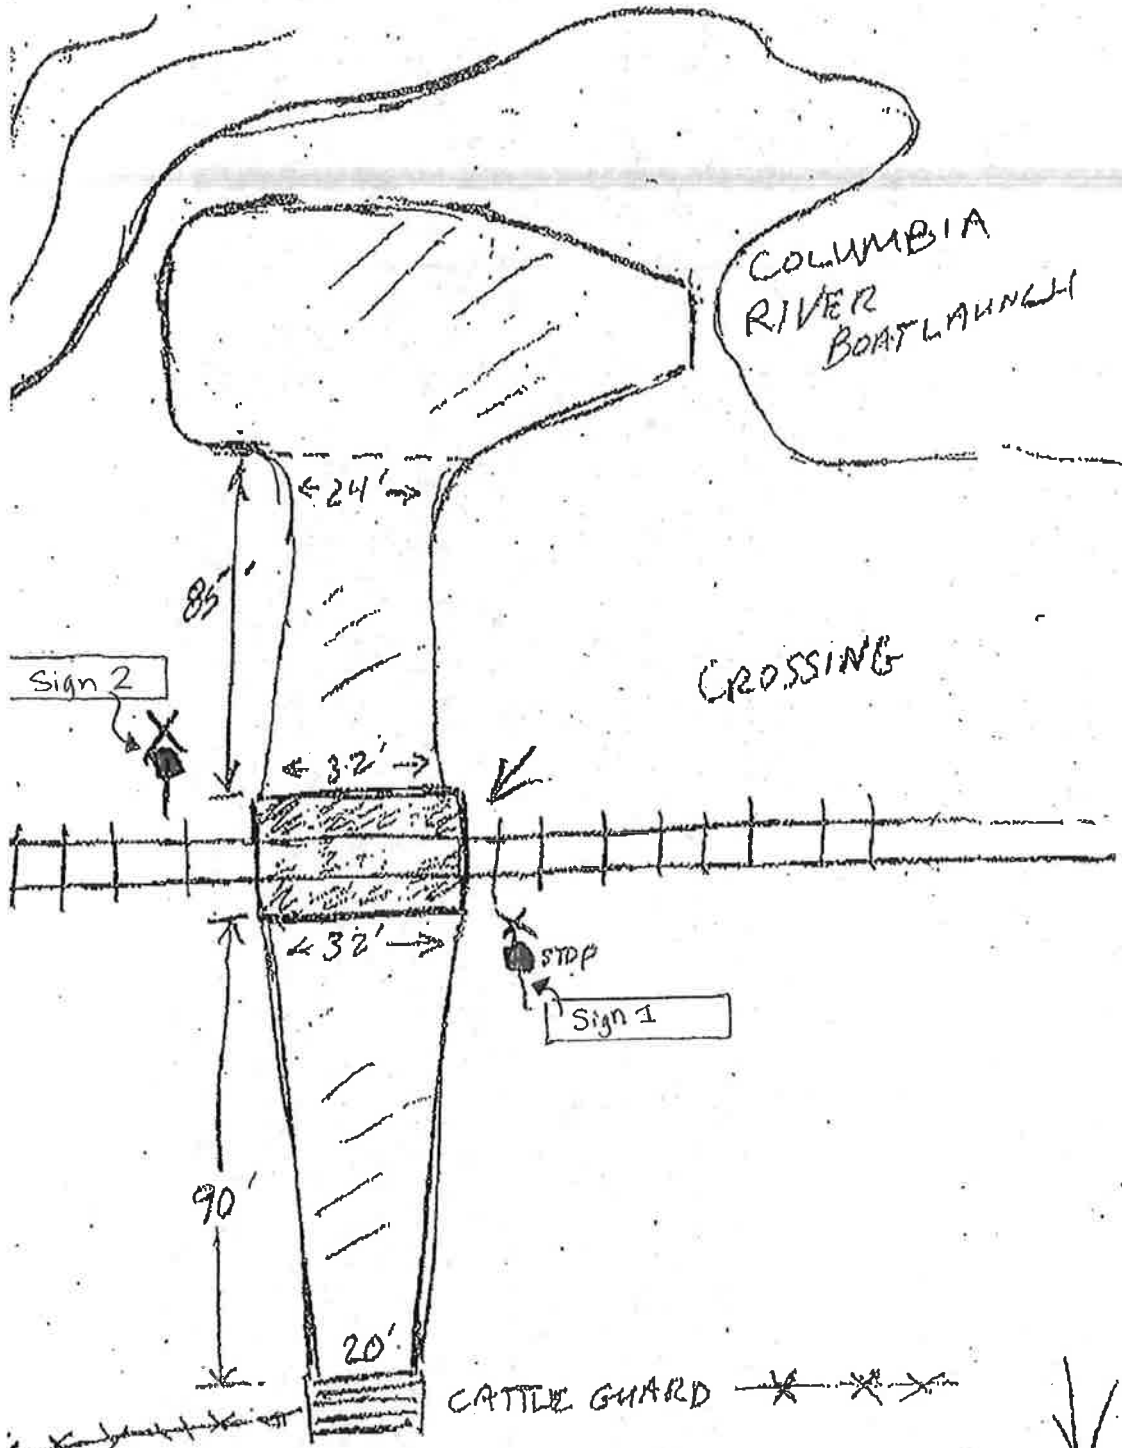 COLUMBIA
RIVER
BOATLAUNCH
24'
85'
CROSSING
Sign 2
32'
32'
STOP
Sign 1
90'
20'
CATTLE GUARD